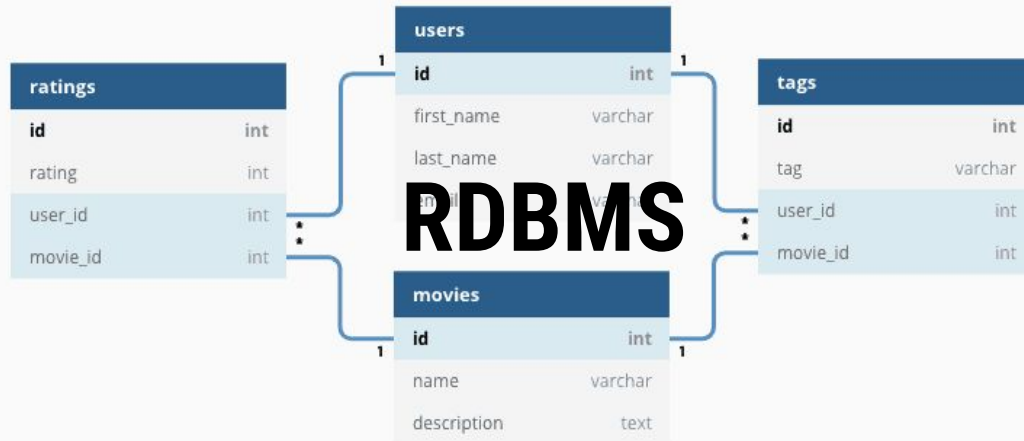 users
1
id int
1
first_name varchar
last_name varchar
ratings
id int
rating int
user_id int
*
*
movie_id int
tags
id int
tag varchar
user_id int
*
*
movie_id int
RDBMS
movies
1
id int
1
name varchar
description text